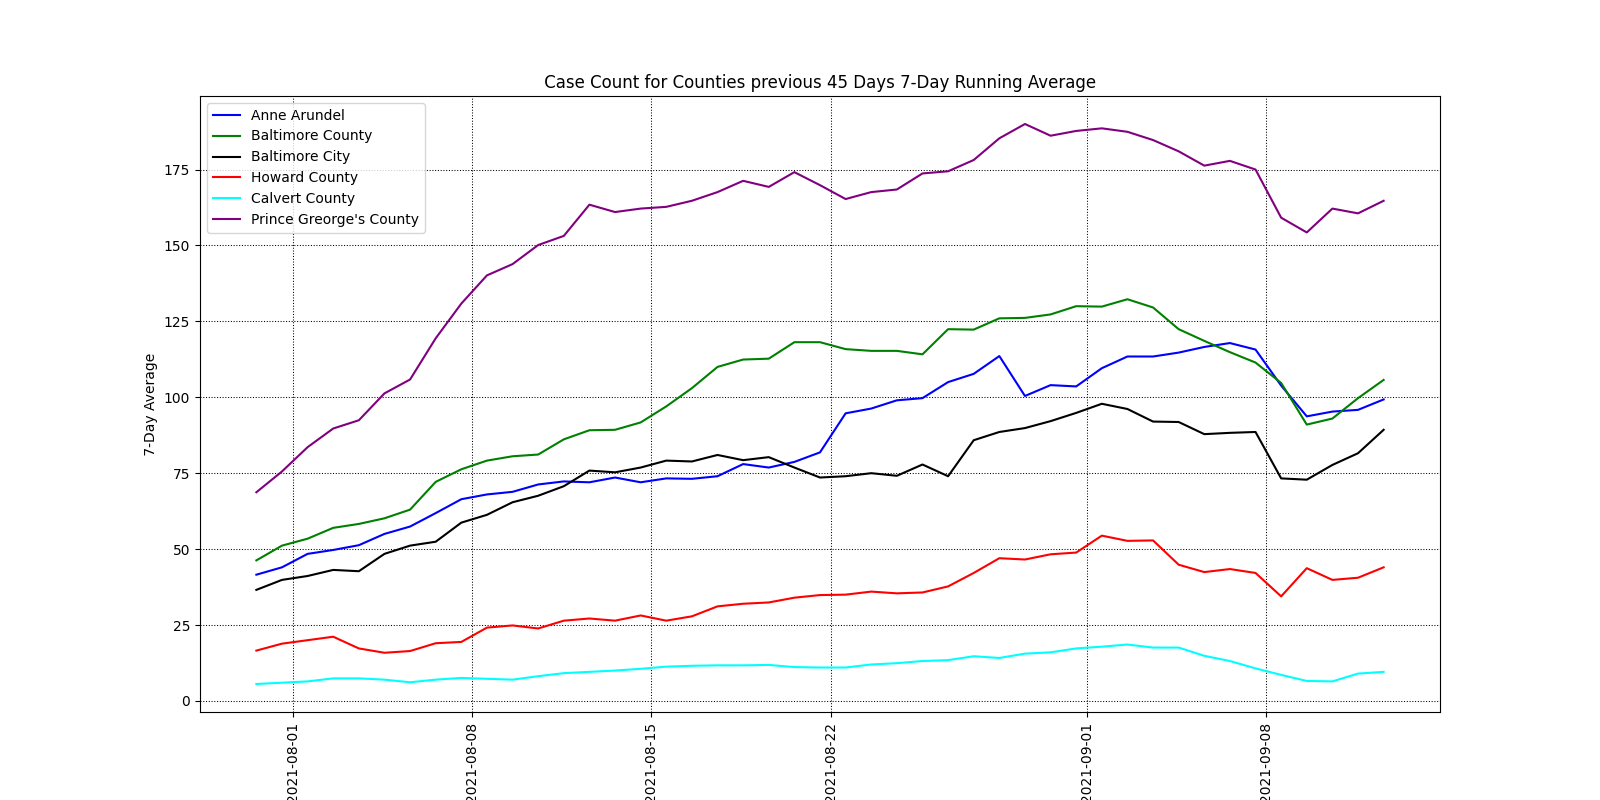 Case Count for Counties previous 45 Days 7-Day Running Average
Anne Arundel
Baltimore County
Baltimore City
Howard County
Calvert County
Prince Greorge's County
7-Day Average
175
150
125
100
75
50
25
0
2021-08-01
2021-08-08
2021-08-15
2021-08-22
2021-09-01
2021-09-08